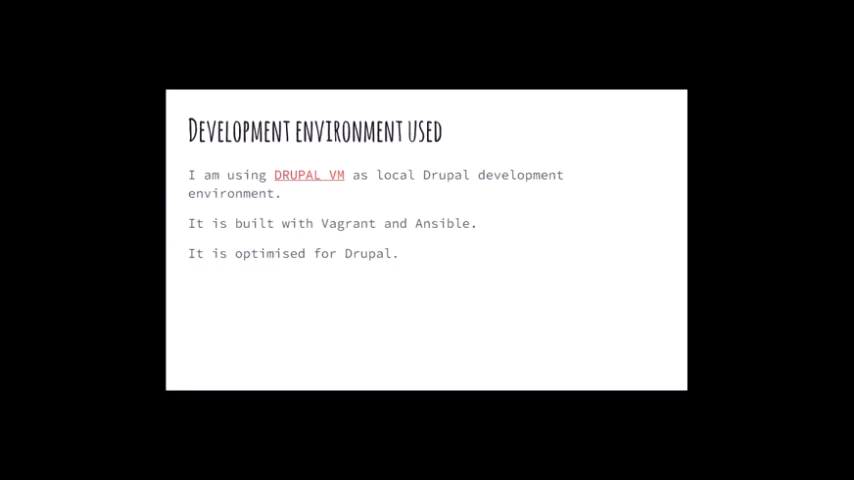 Development environment used
I am using DRUPAL VM as local Drupal development
environment.
It is built with Vagrant and Ansible.
It is optimised for Drupal.